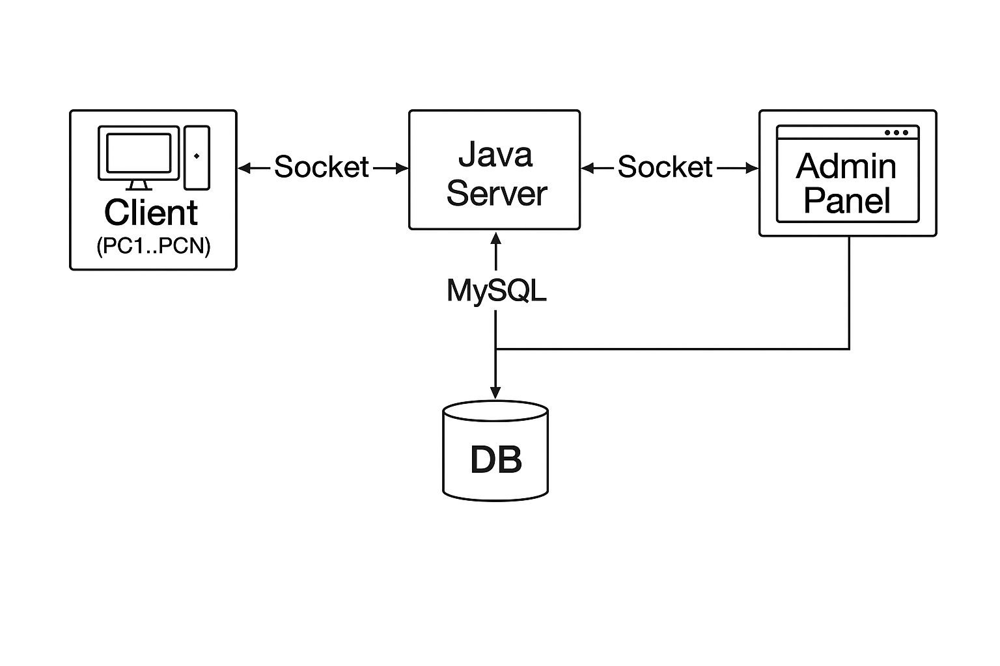 Client
(PC1..PCN)
Socket
Java
Server
Socket
Admin
Panel
MySQL
DB